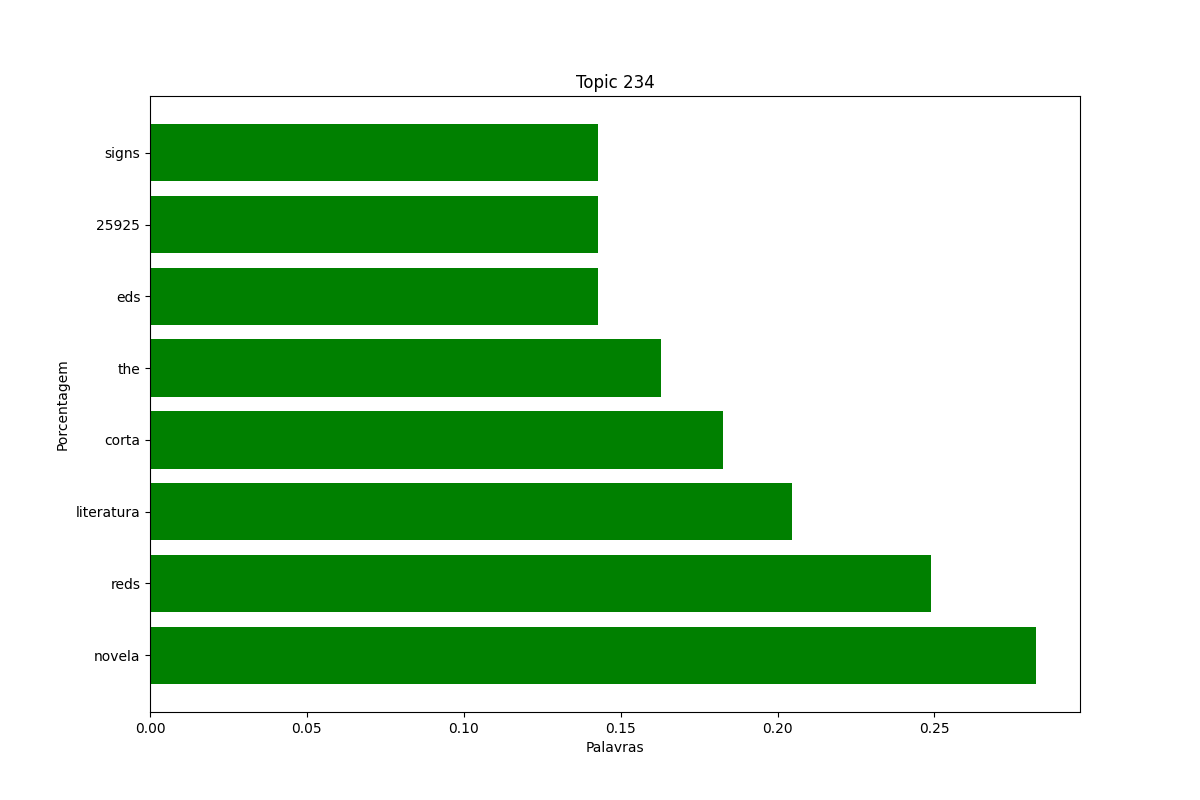 Topic 234
signs
25925
eds
the
corta
literatura
reds
novela
Porcentagem
0.00 0.05 0.10 0.15 0.20 0.25
Palavras